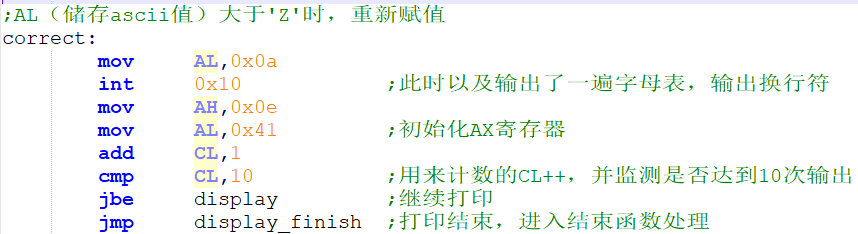 ;AL（储存ascii值）大于'Z'时，重新赋值
correct:
mov AL,0x0a
int 0x10 ;此时以及输出了一遍字母表，输出换行符
mov AH,0x0e
mov AL,0x41 ;初始化AX寄存器
add CL,1
cmp CL,10 ;用来计数的CL++，并监测是否达到10次输出
jbe display ;继续打印
jmp display_finish ;打印结束，进入结束函数处理